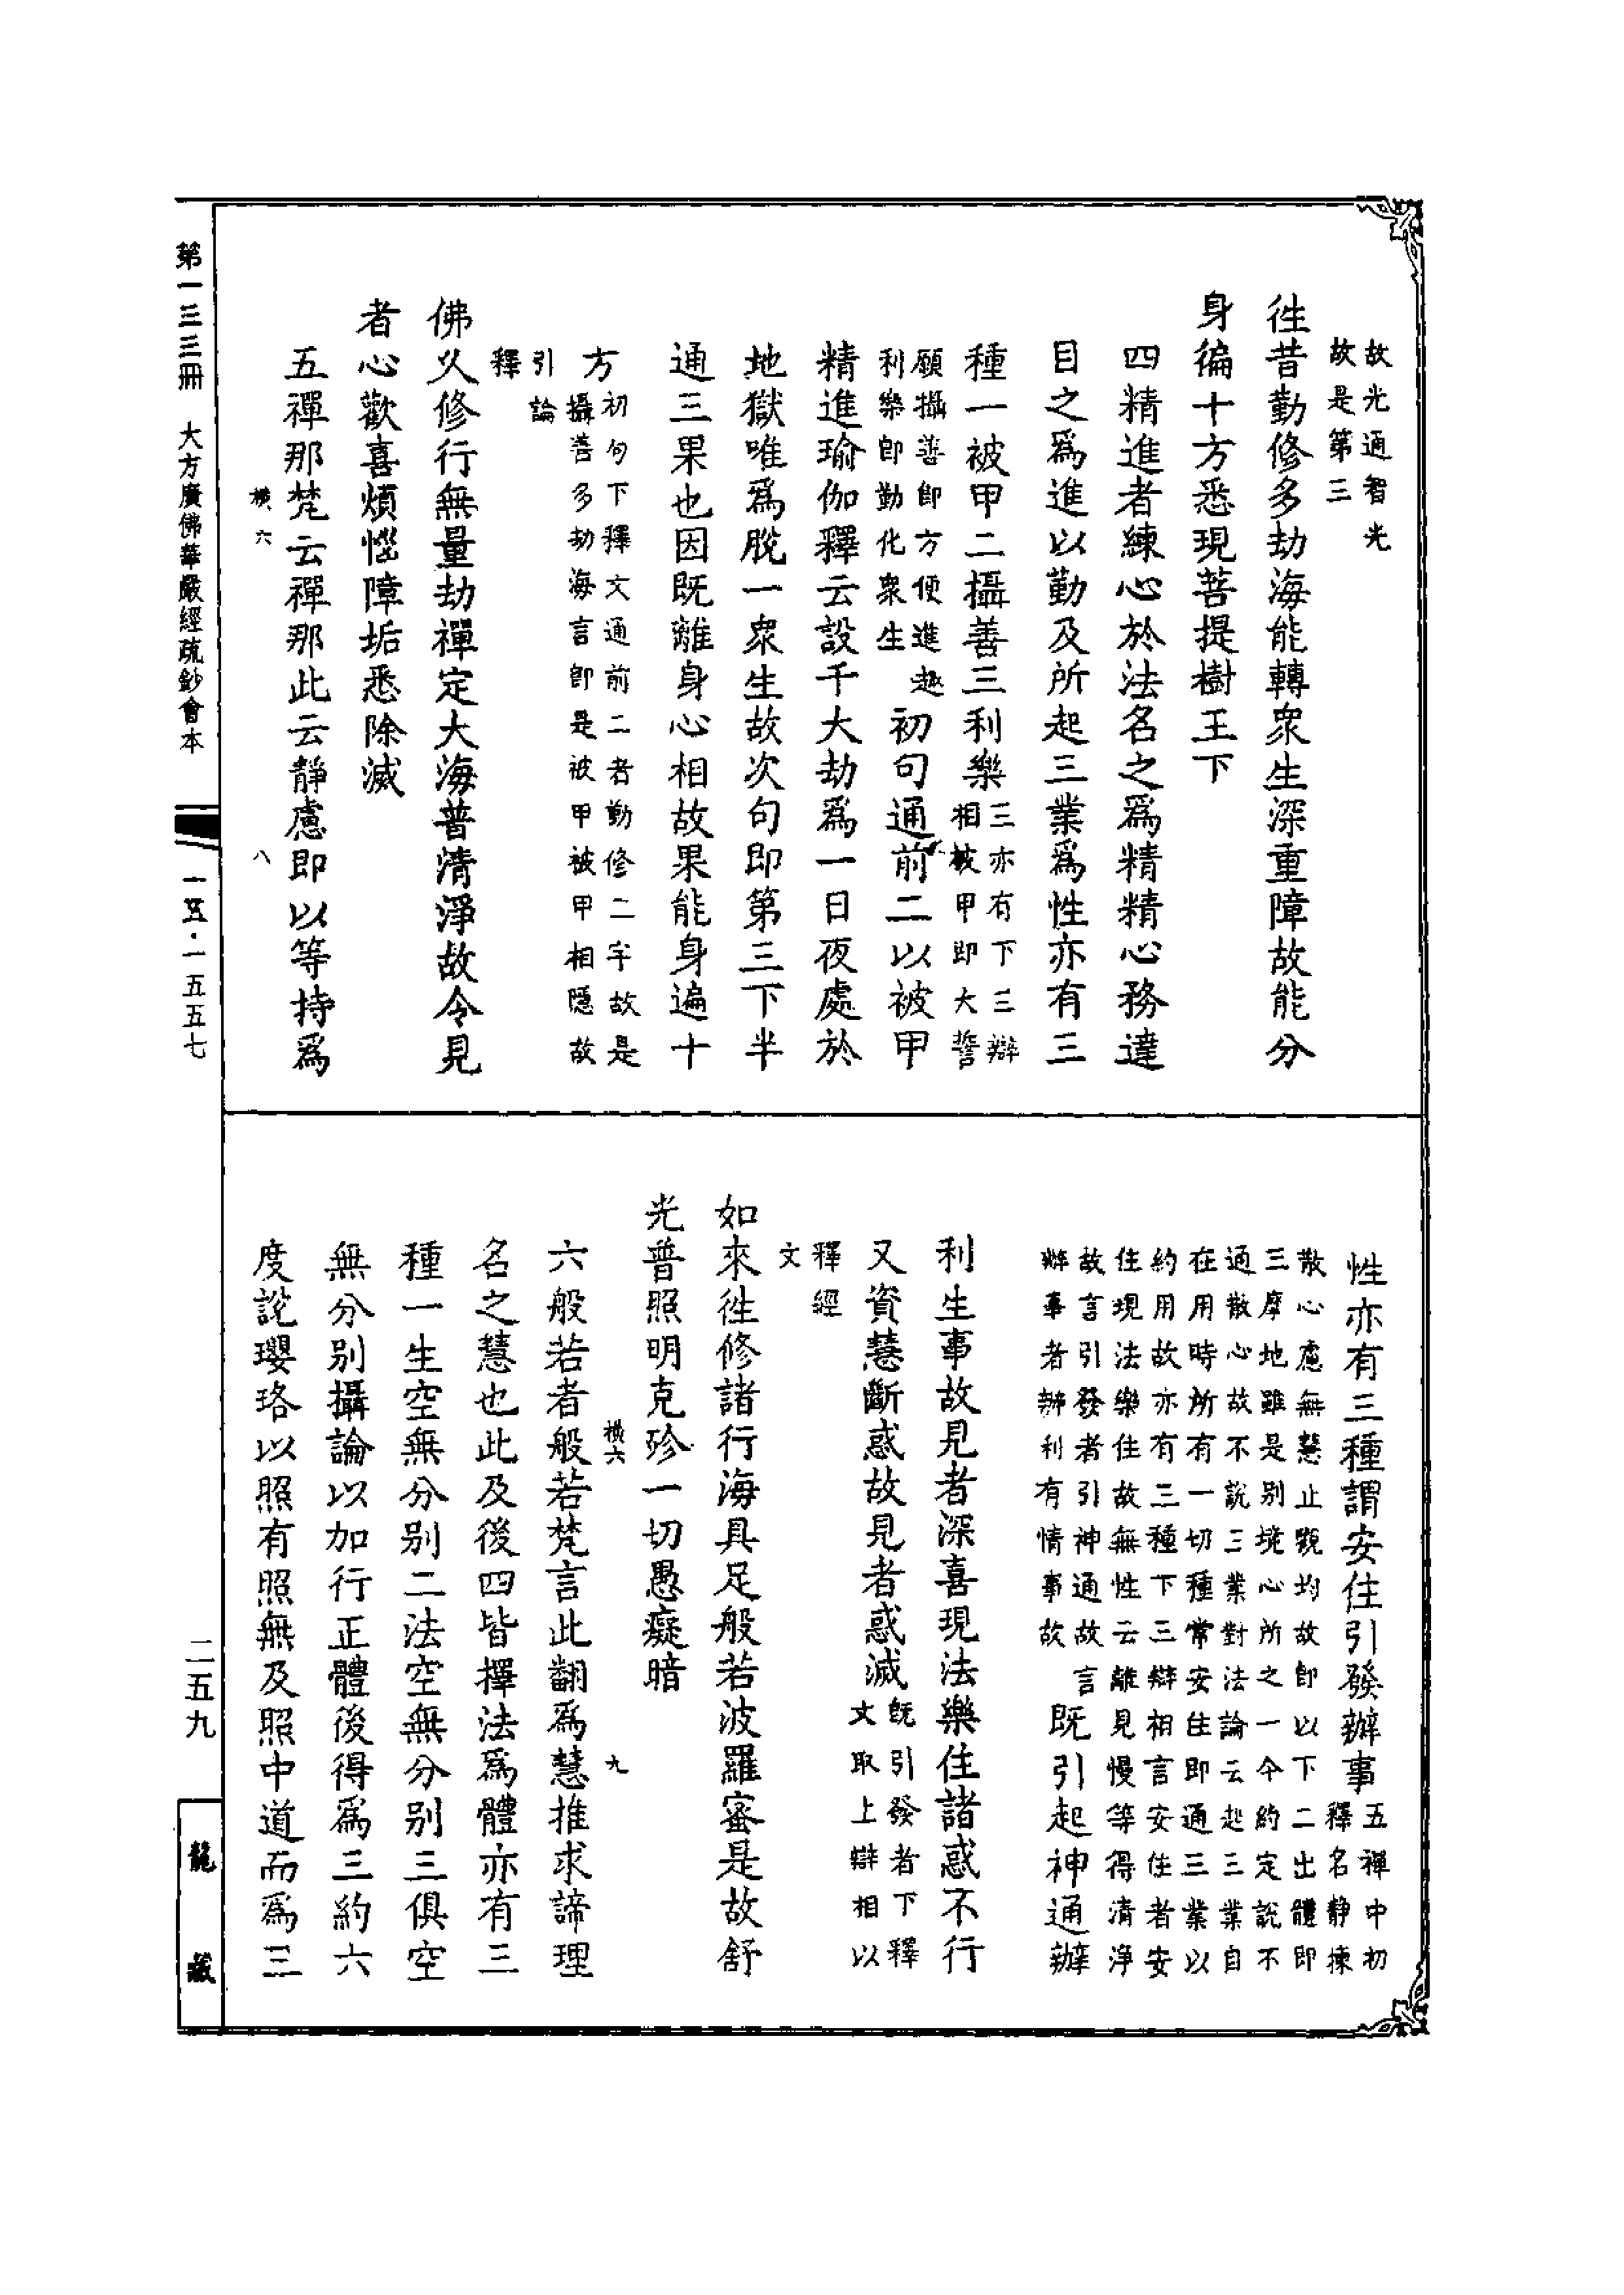 故光通智光
故是第三
往昔勤修多劫海能轉衆生深重障故能分
身徧十方悉現菩提樹王下
四精進者練心於法名之爲精精心務達
目之爲進以勤及所起三業爲性亦有三
種一被甲二攝善三利樂
三亦有下三辯
相被甲即大誓
願攝善即方便進趣
利樂即勤化衆生
初句通前二以被甲
精進瑜伽釋云設千大劫爲一日夜處於
地獄唯爲脫一衆生故次句即第三下半
通三果也因既離身心相故果能身遍十
方
初句下釋文通前二者勤修二字故是
攝善多劫海言即是被甲被甲相隱故
引論
釋
佛久修行無量劫禪定大海普清淨故令見
者心歡喜煩惱障垢悉除滅
五禪那梵云禪那此云靜慮即以等持爲
橫六
八
性亦有三種謂安住引發辦事
五禪中初
釋名靜揀
散心慮無慧止觀均故即以下二出體即
三摩地雖是別境心所之一今約定說不
通散心故不說三業對法論云起三業自
在用時所有一切種常安住即通三業以
約用故亦有三種下三辯相言安住者安
住現法樂住故無性云離見慢等得清淨
故言引發者引神通故言
辦事者辦利有情事故
既引起神通辦
利生事故見者深喜現法樂住諸惑不行
又資慧斷惑故見者惑滅
既引發者下釋
文取上辯相以
釋經
文
如來往修諸行海具足般若波羅蜜是故舒
光普照明克殄一切愚癡暗
橫六
九
六般若者般若梵言此翻爲慧推求諦理
名之慧也此及後四皆擇法爲體亦有三
種一生空無分別二法空無分別三俱空
無分別攝論以加行正體後得爲三約六
度說瓔珞以照有照無及照中道而爲三
第一三三冊 大方廣佛華嚴經疏鈔會本
一五·一五五七
二五九
龍藏